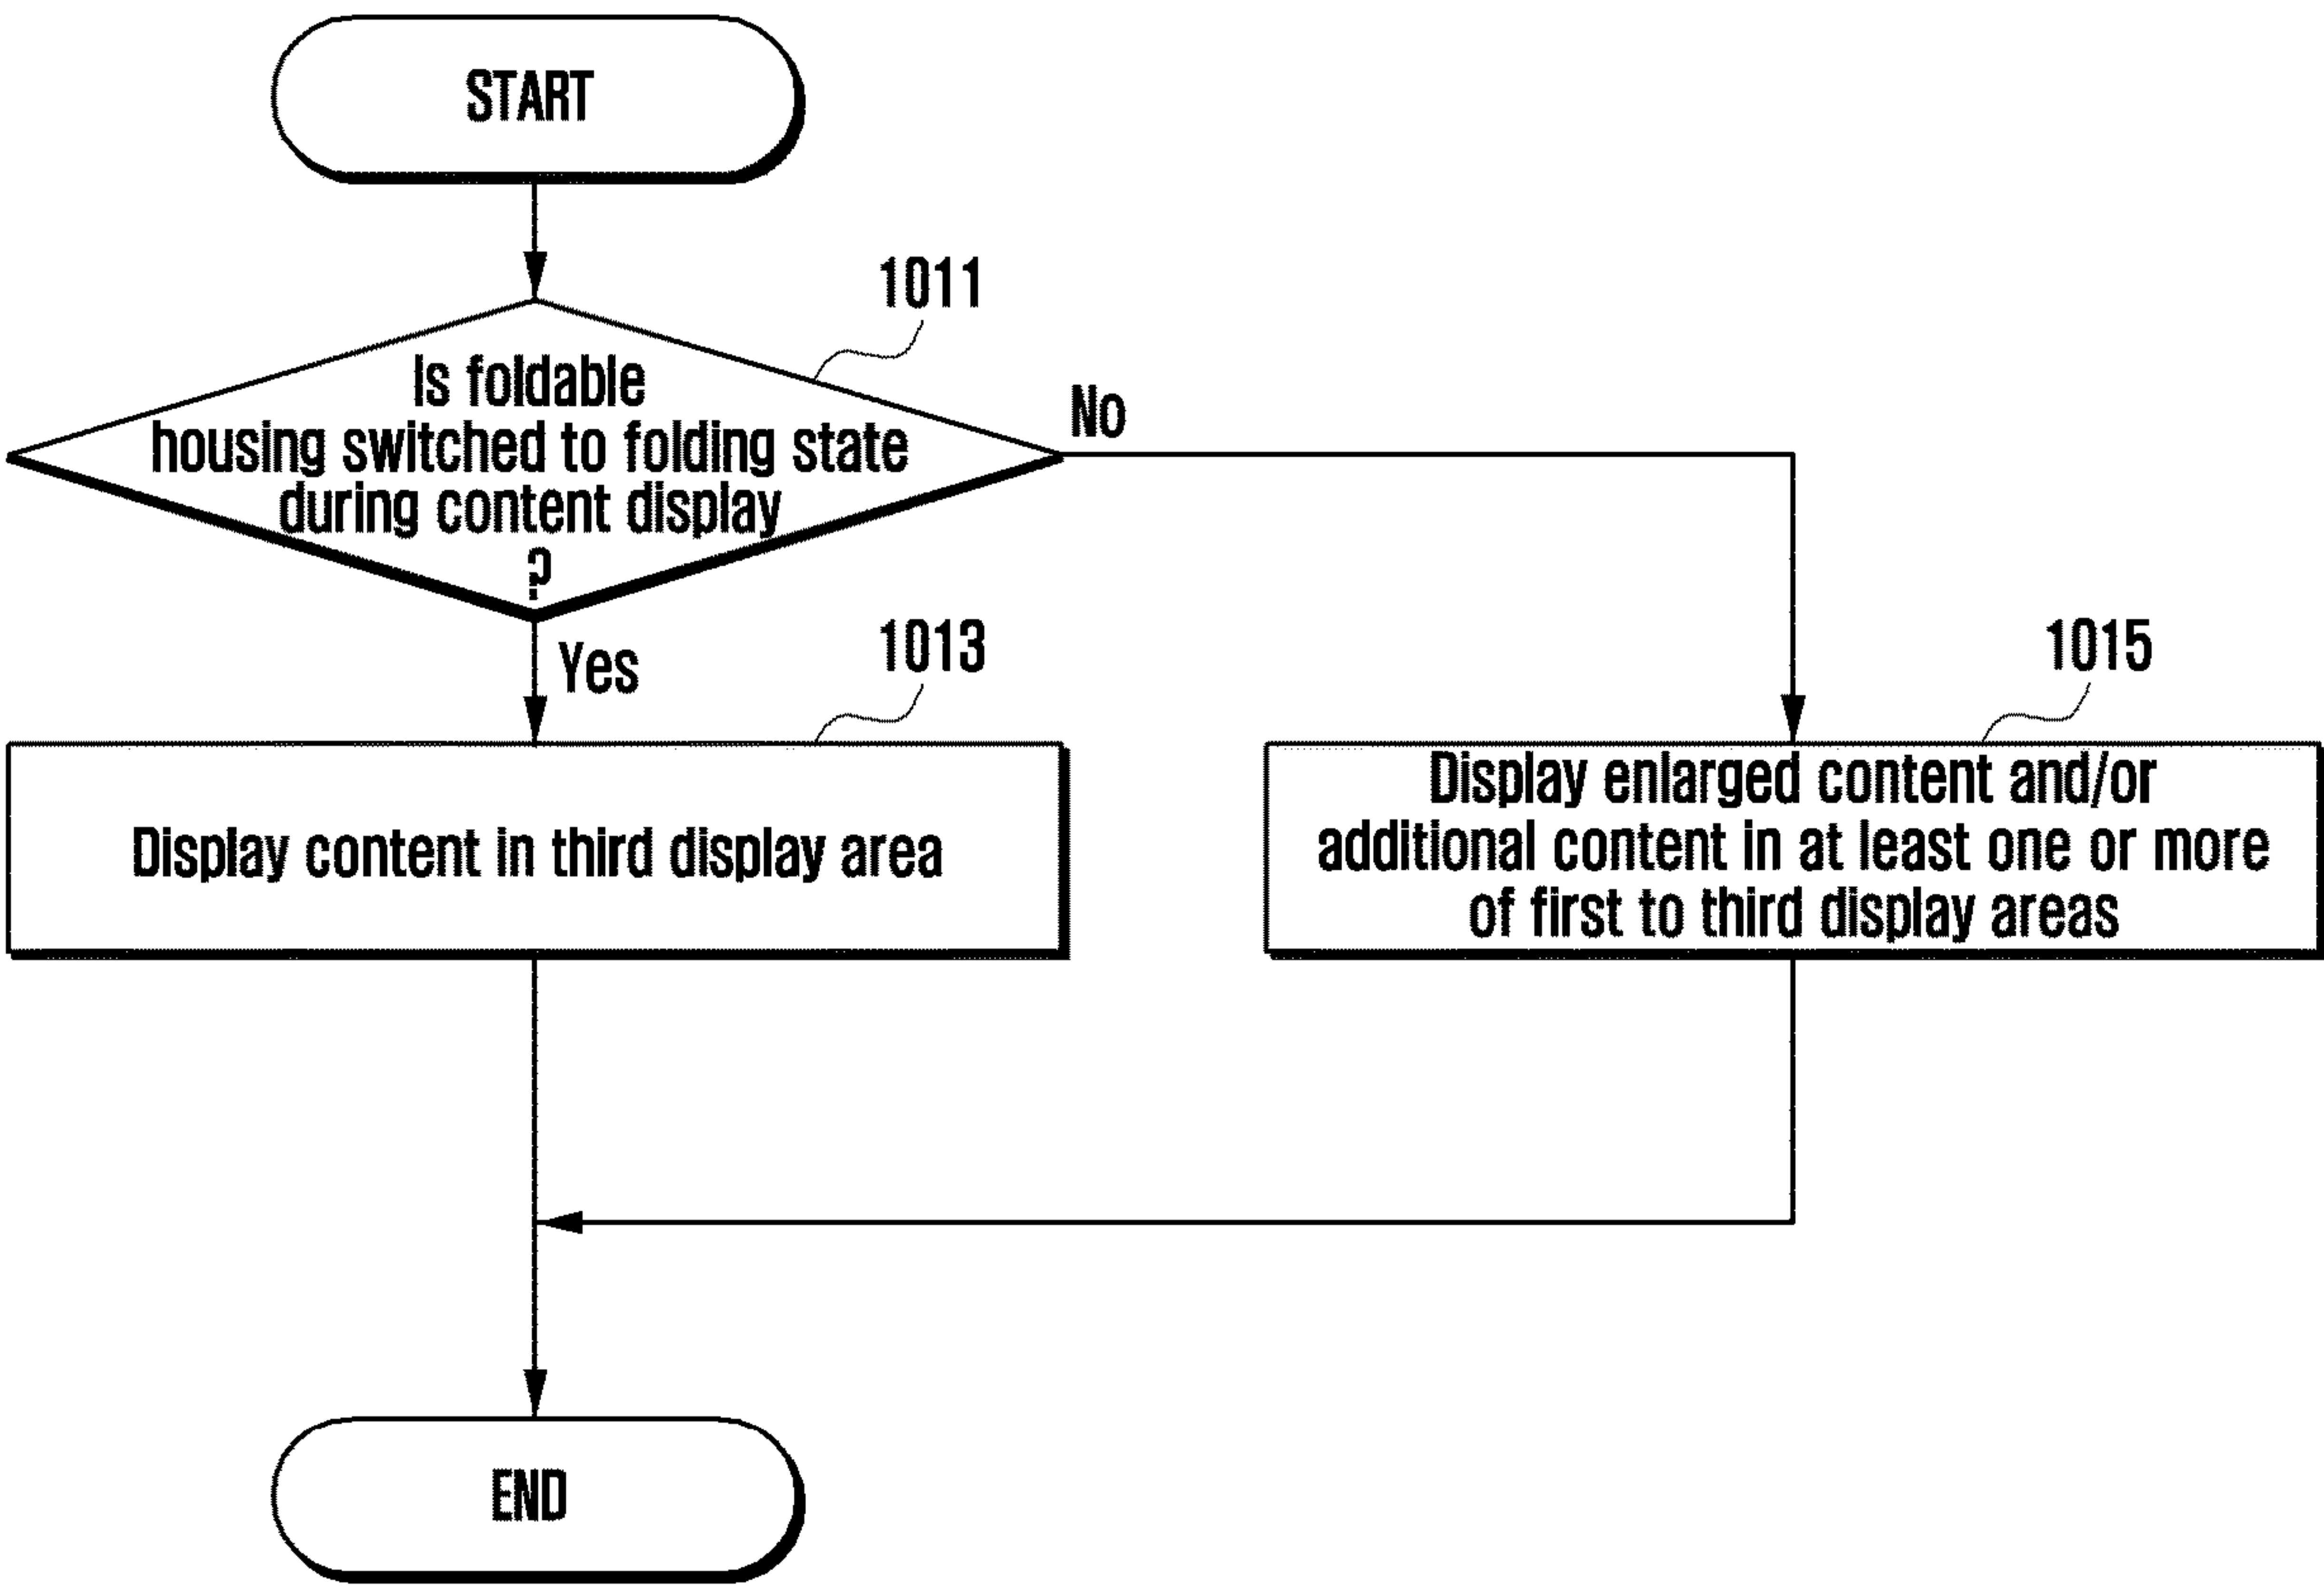 START
1011
Is foldable
housing switched to folding state
during content display
?
No
Yes
1013
Display content in third display area
1015
Display enlarged content and/or
additional content in at least one or more
of first to third display areas
END